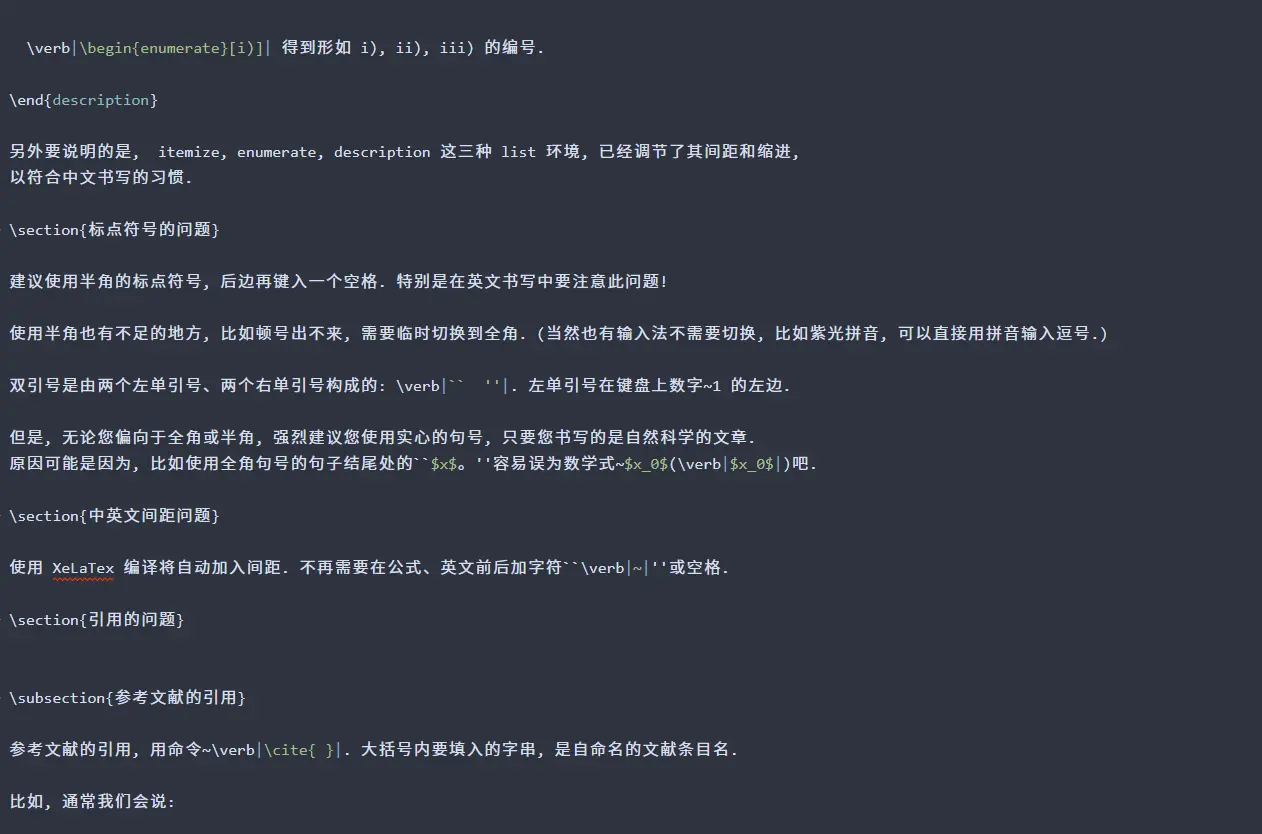 \verb|\begin{enumerate}[i)]| 得到形如 i), ii), iii) 的编号.
\end{description}
另外要说明的是,  itemize, enumerate, description 这三种 list 环境, 已经调节了其间距和缩进,
以符合中文书写的习惯.
\section{标点符号的问题}
建议使用半角的标点符号, 后边再键入一个空格. 特别是在英文书写中要注意此问题!
使用半角也有不足的地方, 比如顿号出不来, 需要临时切换到全角. (当然也有输入法不需要切换, 比如紫光拼音, 可以直接用拼音输入逗号.)
双引号是由两个左单引号、两个右单引号构成的: \verb|``  ''|. 左单引号在键盘上数字~1 的左边.
但是, 无论您偏向于全角或半角, 强烈建议您使用实心的句号, 只要您书写的是自然科学的文章.
原因可能是因为, 比如使用全角句号的句子结尾处的``$x$。''容易误为数学式~$x_0$(\verb|$x_0$|)吧.
\section{中英文间距问题}
使用 XeLaTex 编译将自动加入间距. 不再需要在公式、英文前后加字符``\verb|~|''或空格.
\section{引用的问题}
\subsection{参考文献的引用}
参考文献的引用, 用命令~\verb|\cite{ }|. 大括号内要填入的字串, 是自命名的文献条目名.
比如, 通常我们会说: